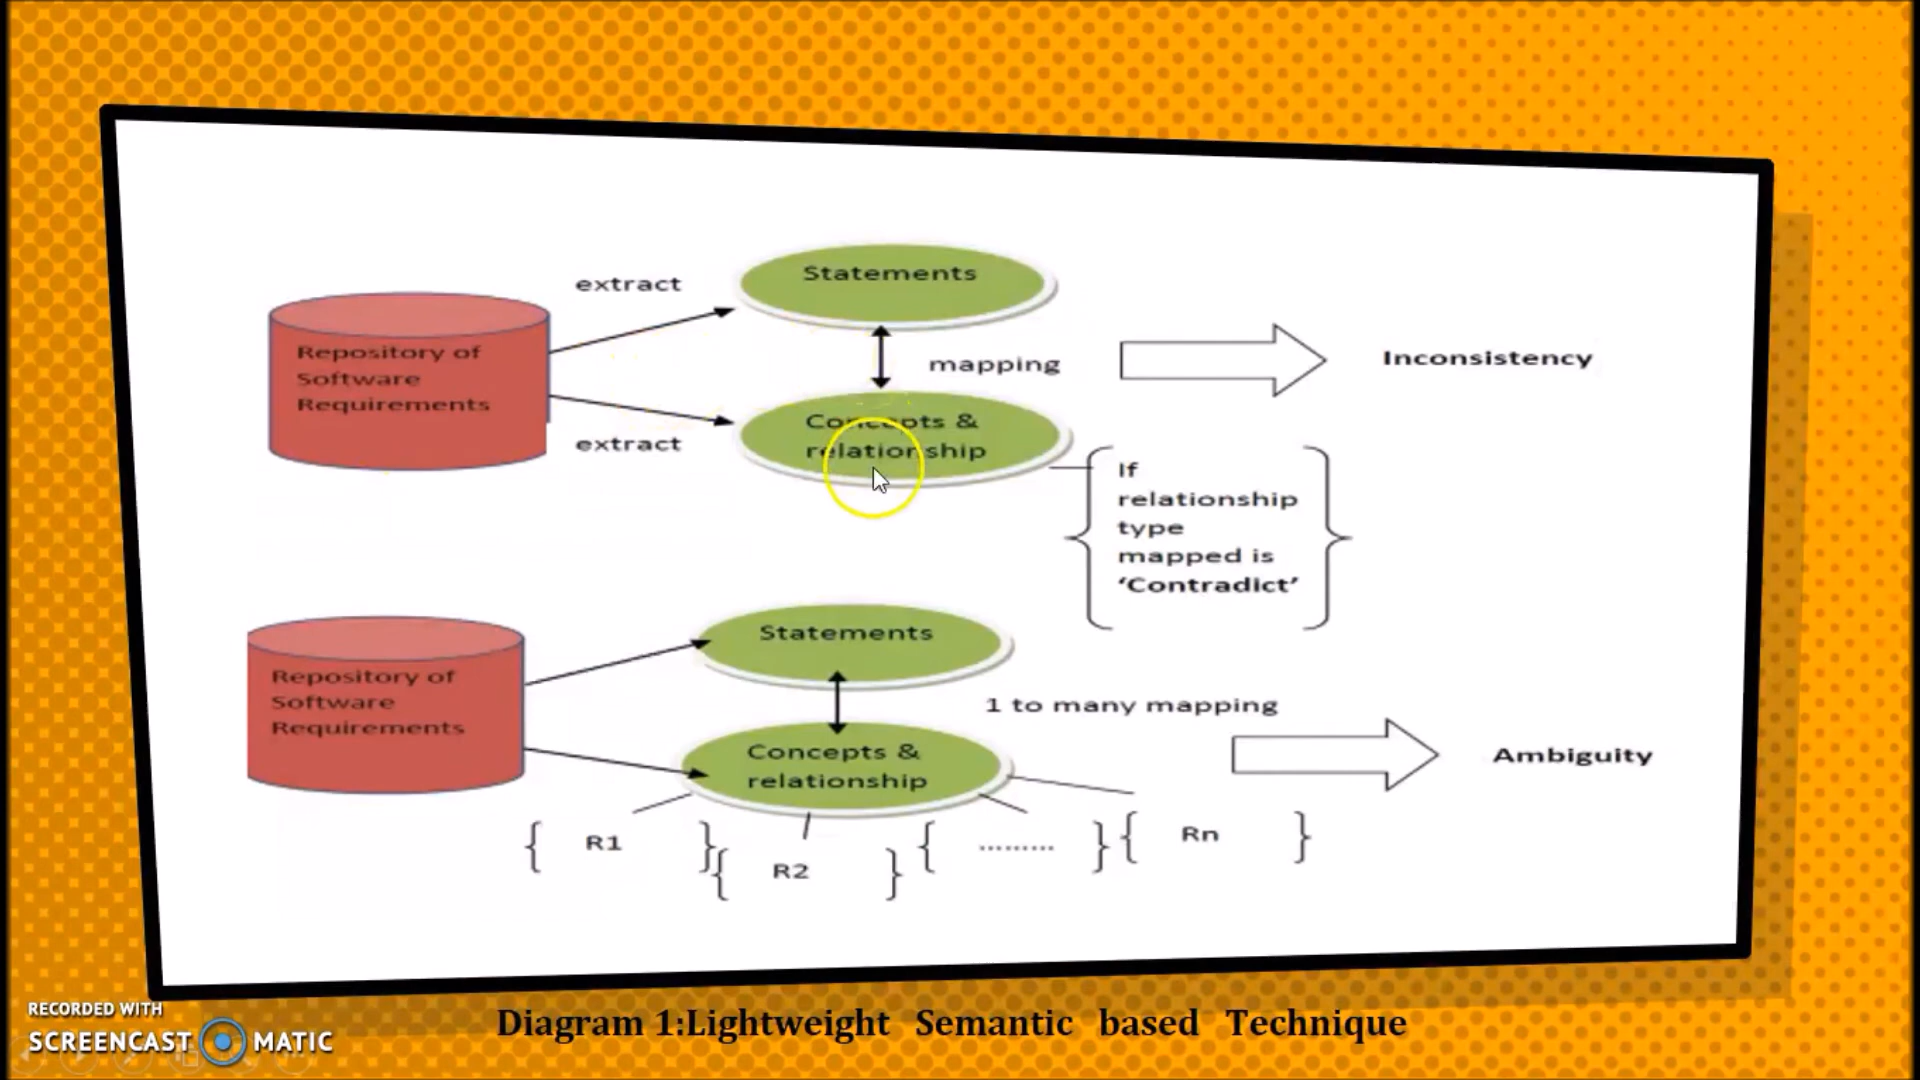 extract
Statements
Repository of
Software
Requirements
mapping
Inconsistency
extract
Concepts &
relationship
If
relationship
type
mapped is
‘Contradict’
Statements
Repository of
Software
Requirements
1 to many mapping
Concepts &
relationship
Ambiguity
{ R1 }
{ R2 }
{ ......... }
{ Rn }
RECORDED WITH
SCREENCAST MATIC
Diagram 1:Lightweight Semantic based Technique